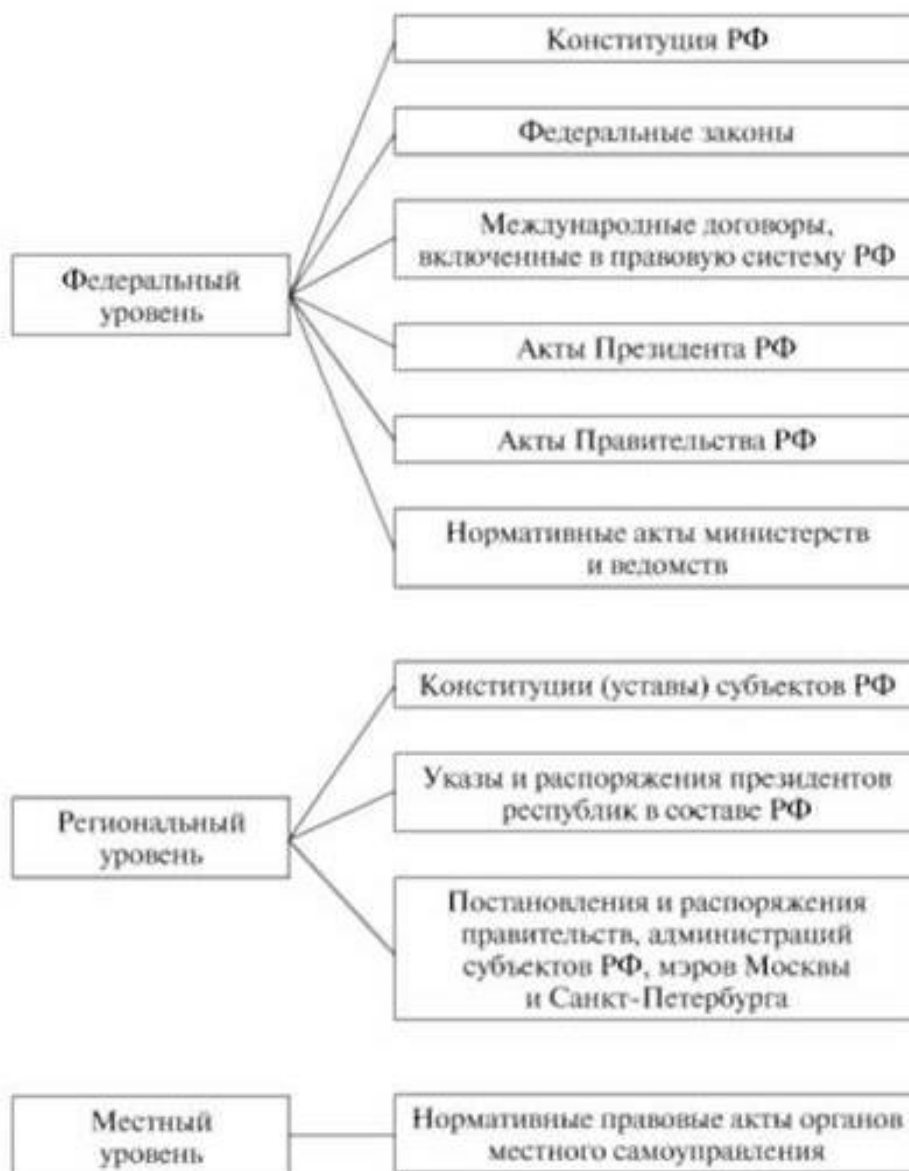 Федеральный
уровень
Конституция РФ
Федеральные законы
Международные договоры,
включенные в правовую систему РФ
Акты Президента РФ
Акты Правительства РФ
Нормативные акты министерств
и ведомств
Региональный
уровень
Конституции (уставы) субъектов РФ
Указы и распоряжения президентов
республик в составе РФ
Постановления и распоряжения
правительств, администраций
субъектов РФ, мэров Москвы
и Санкт-Петербурга
Местный
уровень
Нормативные правовые акты органов
местного самоуправления